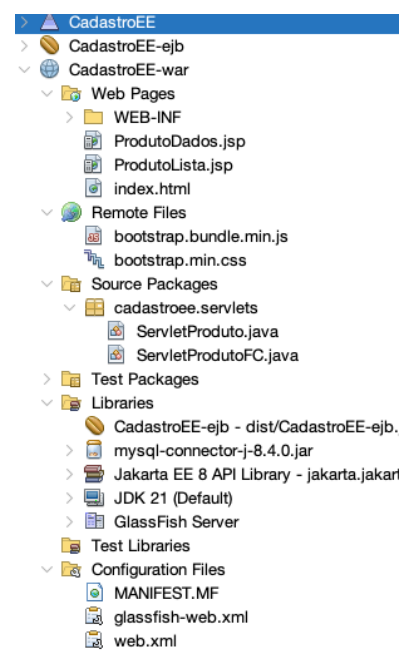 CadastroEE
CadastroEE-ejb
CadastroEE-war
Web Pages
WEB-INF
ProdutoDados.jsp
ProdutoLista.jsp
index.html
Remote Files
bootstrap.bundle.min.js
bootstrap.min.css
Source Packages
cadastroee.servlets
ServletProduto.java
ServletProdutoFC.java
Test Packages
Libraries
CadastroEE-ejb - dist/CadastroEE-ejb.j
mysql-connector-j-8.4.0.jar
Jakarta EE 8 API Library - jakarta.jakart
JDK 21 (Default)
GlassFish Server
Test Libraries
Configuration Files
MANIFEST.MF
glassfish-web.xml
web.xml